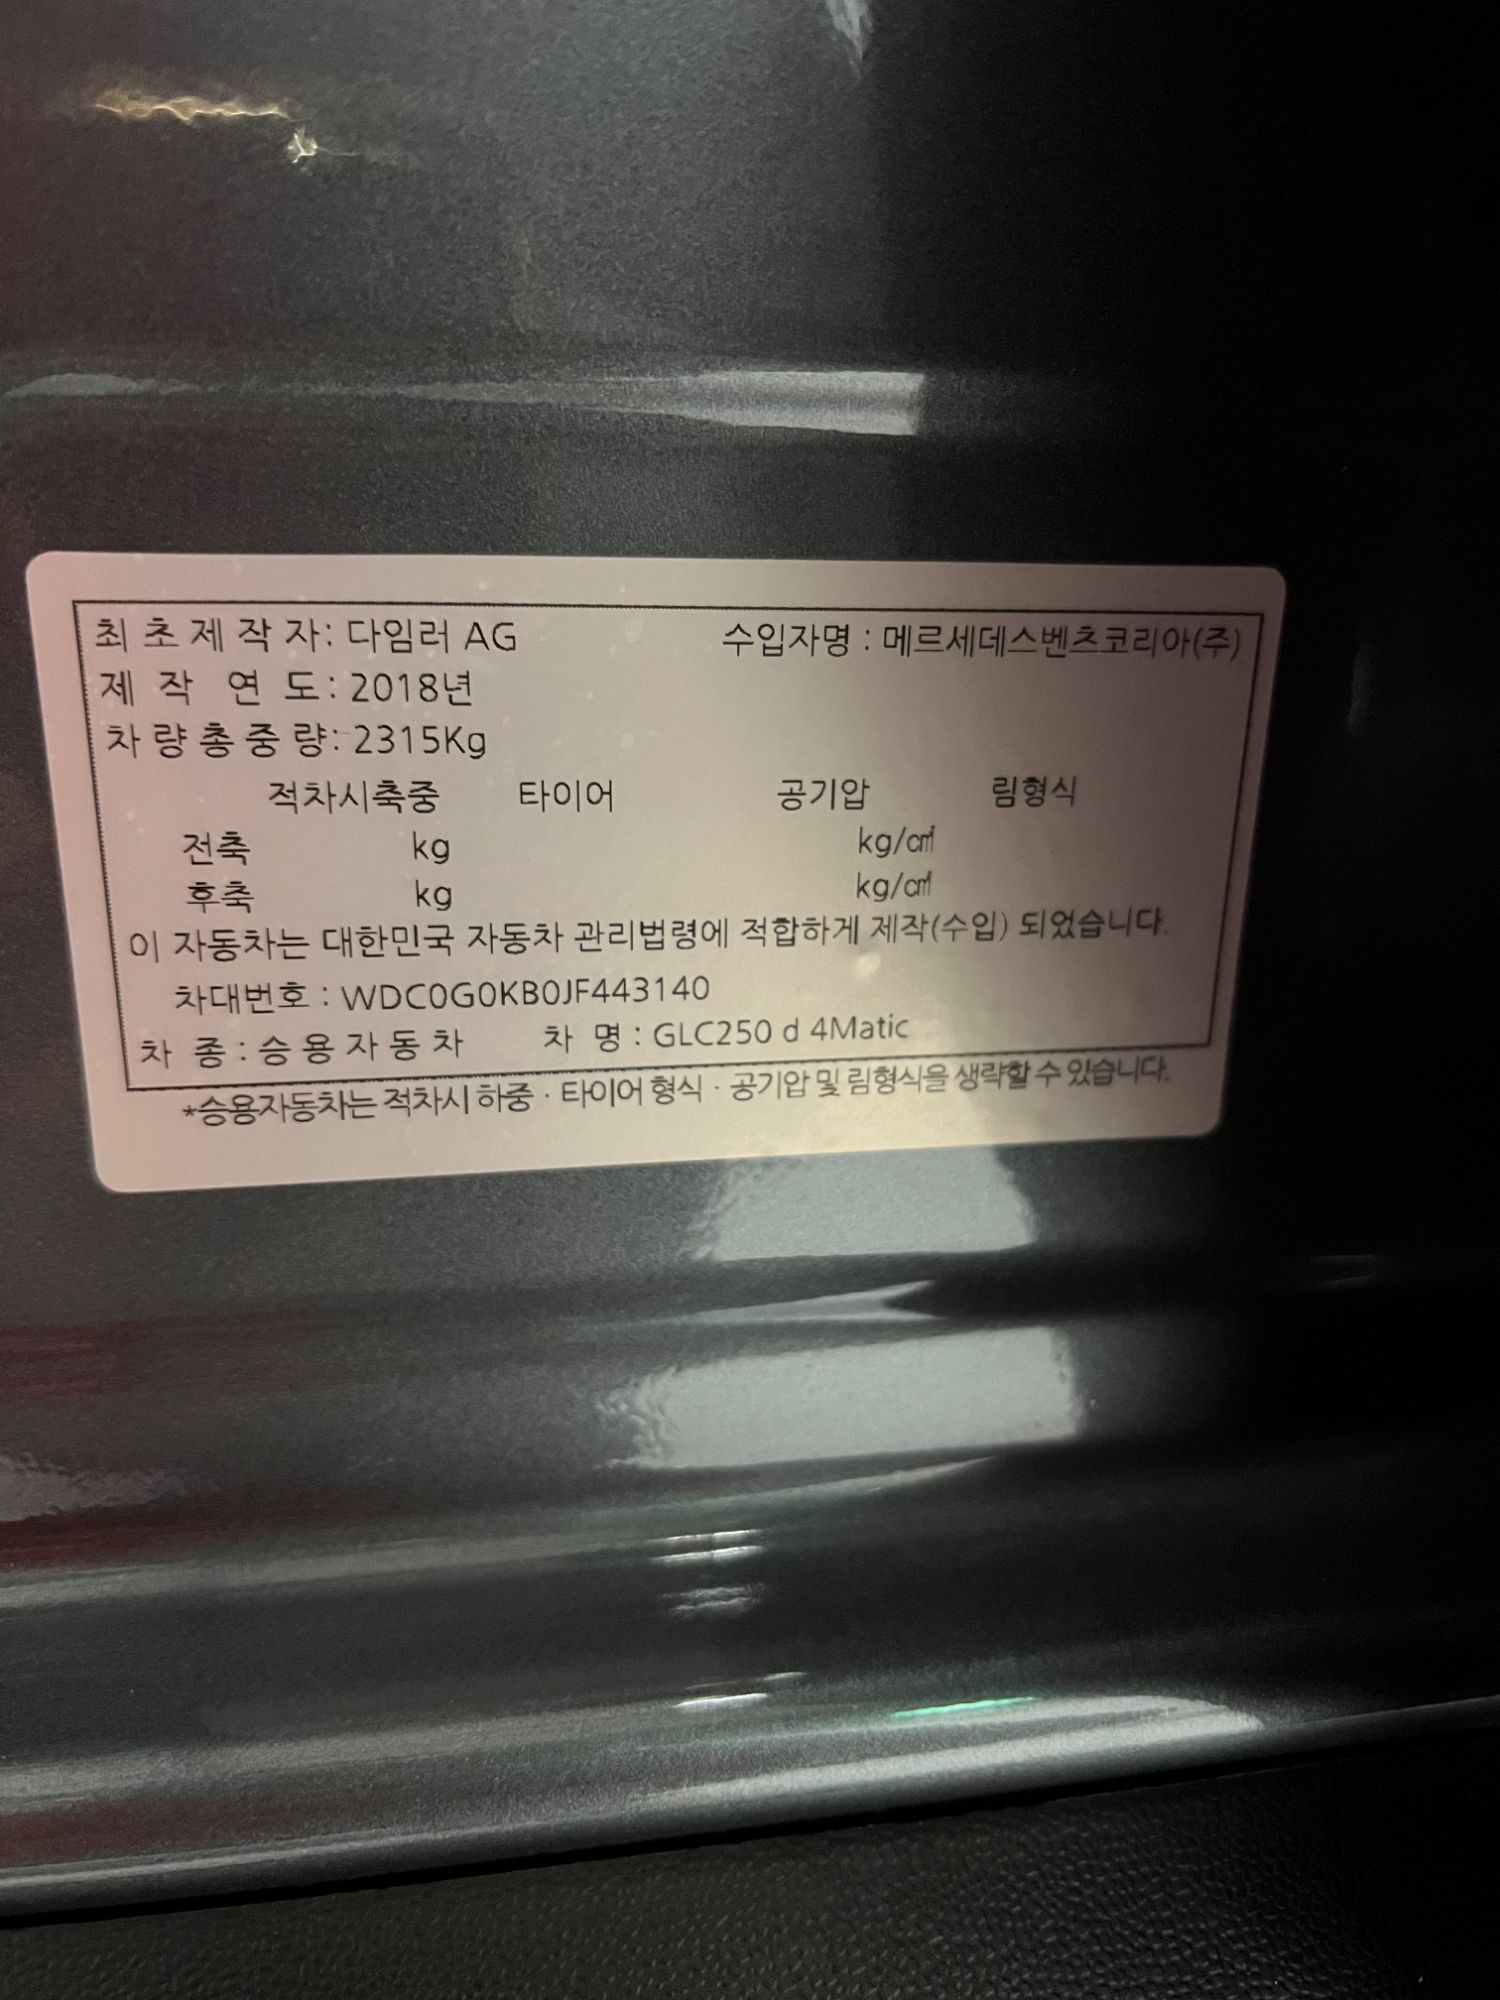 최초제작자: 다임러 AG 수입자명 : 메르세데스벤츠코리아(주)
제 작 연 도: 2018년
차량총중량: 2315Kg
적차시축중 타이어 공기압 림형식
전축 kg kg/㎠
후축 kg kg/㎠
이 자동차는 대한민국 자동차 관리법령에 적합하게 제작(수입) 되었습니다.
차대번호 : WDC0G0KB0JF443140
차 종 : 승용자동차 차 명 : GLC250 d 4Matic
*승용자동차는 적차시 하중 · 타이어 형식 · 공기압 및 림형식을 생략할 수 있습니다.